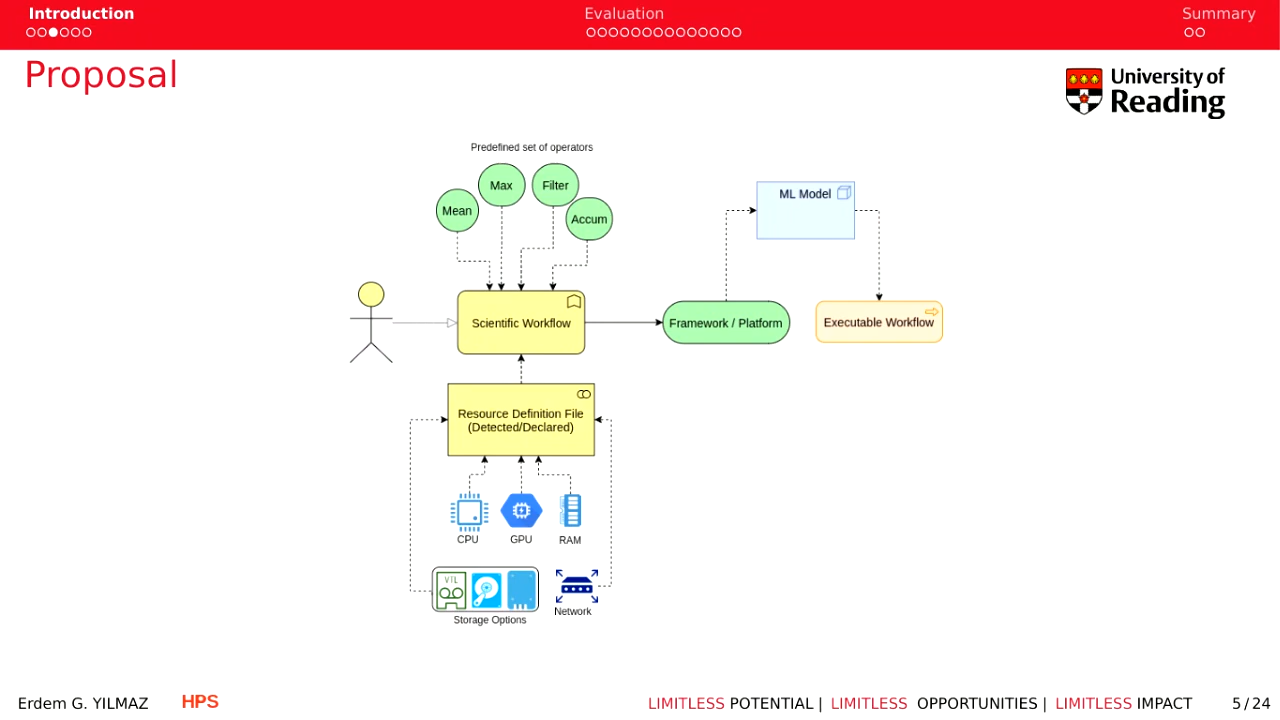 Introduction
Evaluation
Summary
Proposal
University of
Reading
Predefined set of operators
Max
Filter
Mean
Accum
ML Model
Scientific Workflow
Framework / Platform
Executable Workflow
Resource Definition File
(Detected/Declared)
CPU
GPU
RAM
VTL
Network
Storage Options
Erdem G. YILMAZ
HPS
LIMITLESS POTENTIAL | LIMITLESS OPPORTUNITIES | LIMITLESS IMPACT
5 / 24